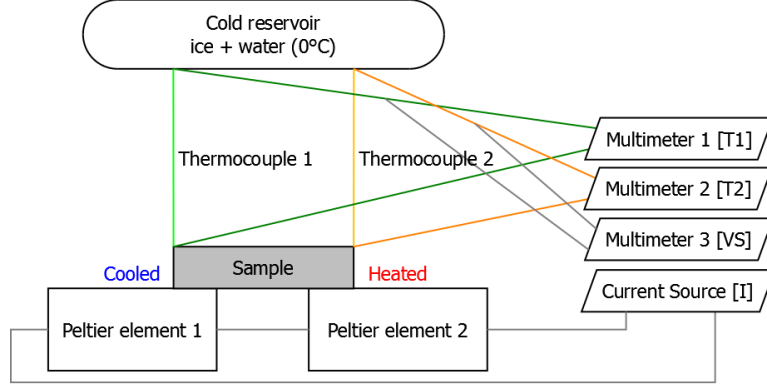 Cold reservoir
ice + water (0°C)
Thermocouple 1
Thermocouple 2
Multimeter 1 [T1]
Multimeter 2 [T2]
Multimeter 3 [VS]
Cooled
Sample
Heated
Current Source [I]
Peltier element 1
Peltier element 2